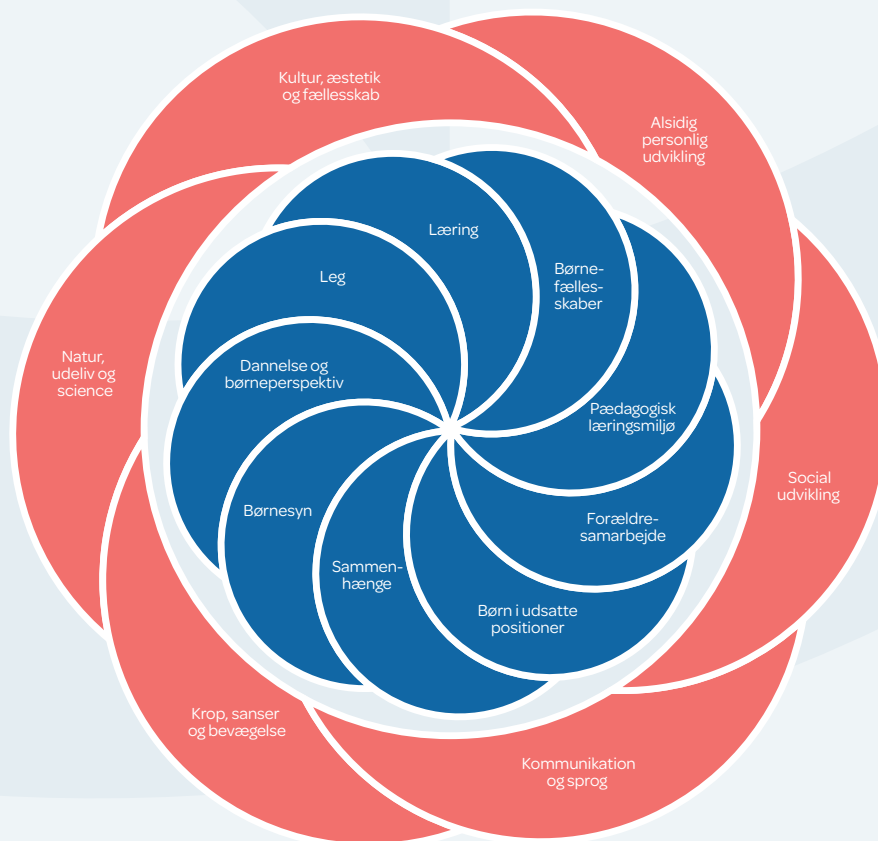 Kultur, æstetik
og fællesskab
Alsidig
personlig
udvikling
Social
udvikling
Kommunikation
og sprog
Krop, sanser
og bevægelse
Natur,
udeliv og
science
Læring
Børne-
fælles-
skaber
Pædagogisk
læringsmiljø
Forældre-
samarbejde
Børn i udsatte
positioner
Sammen-
hænge
Børnesyn
Dannelse og
børneperspektiv
Leg